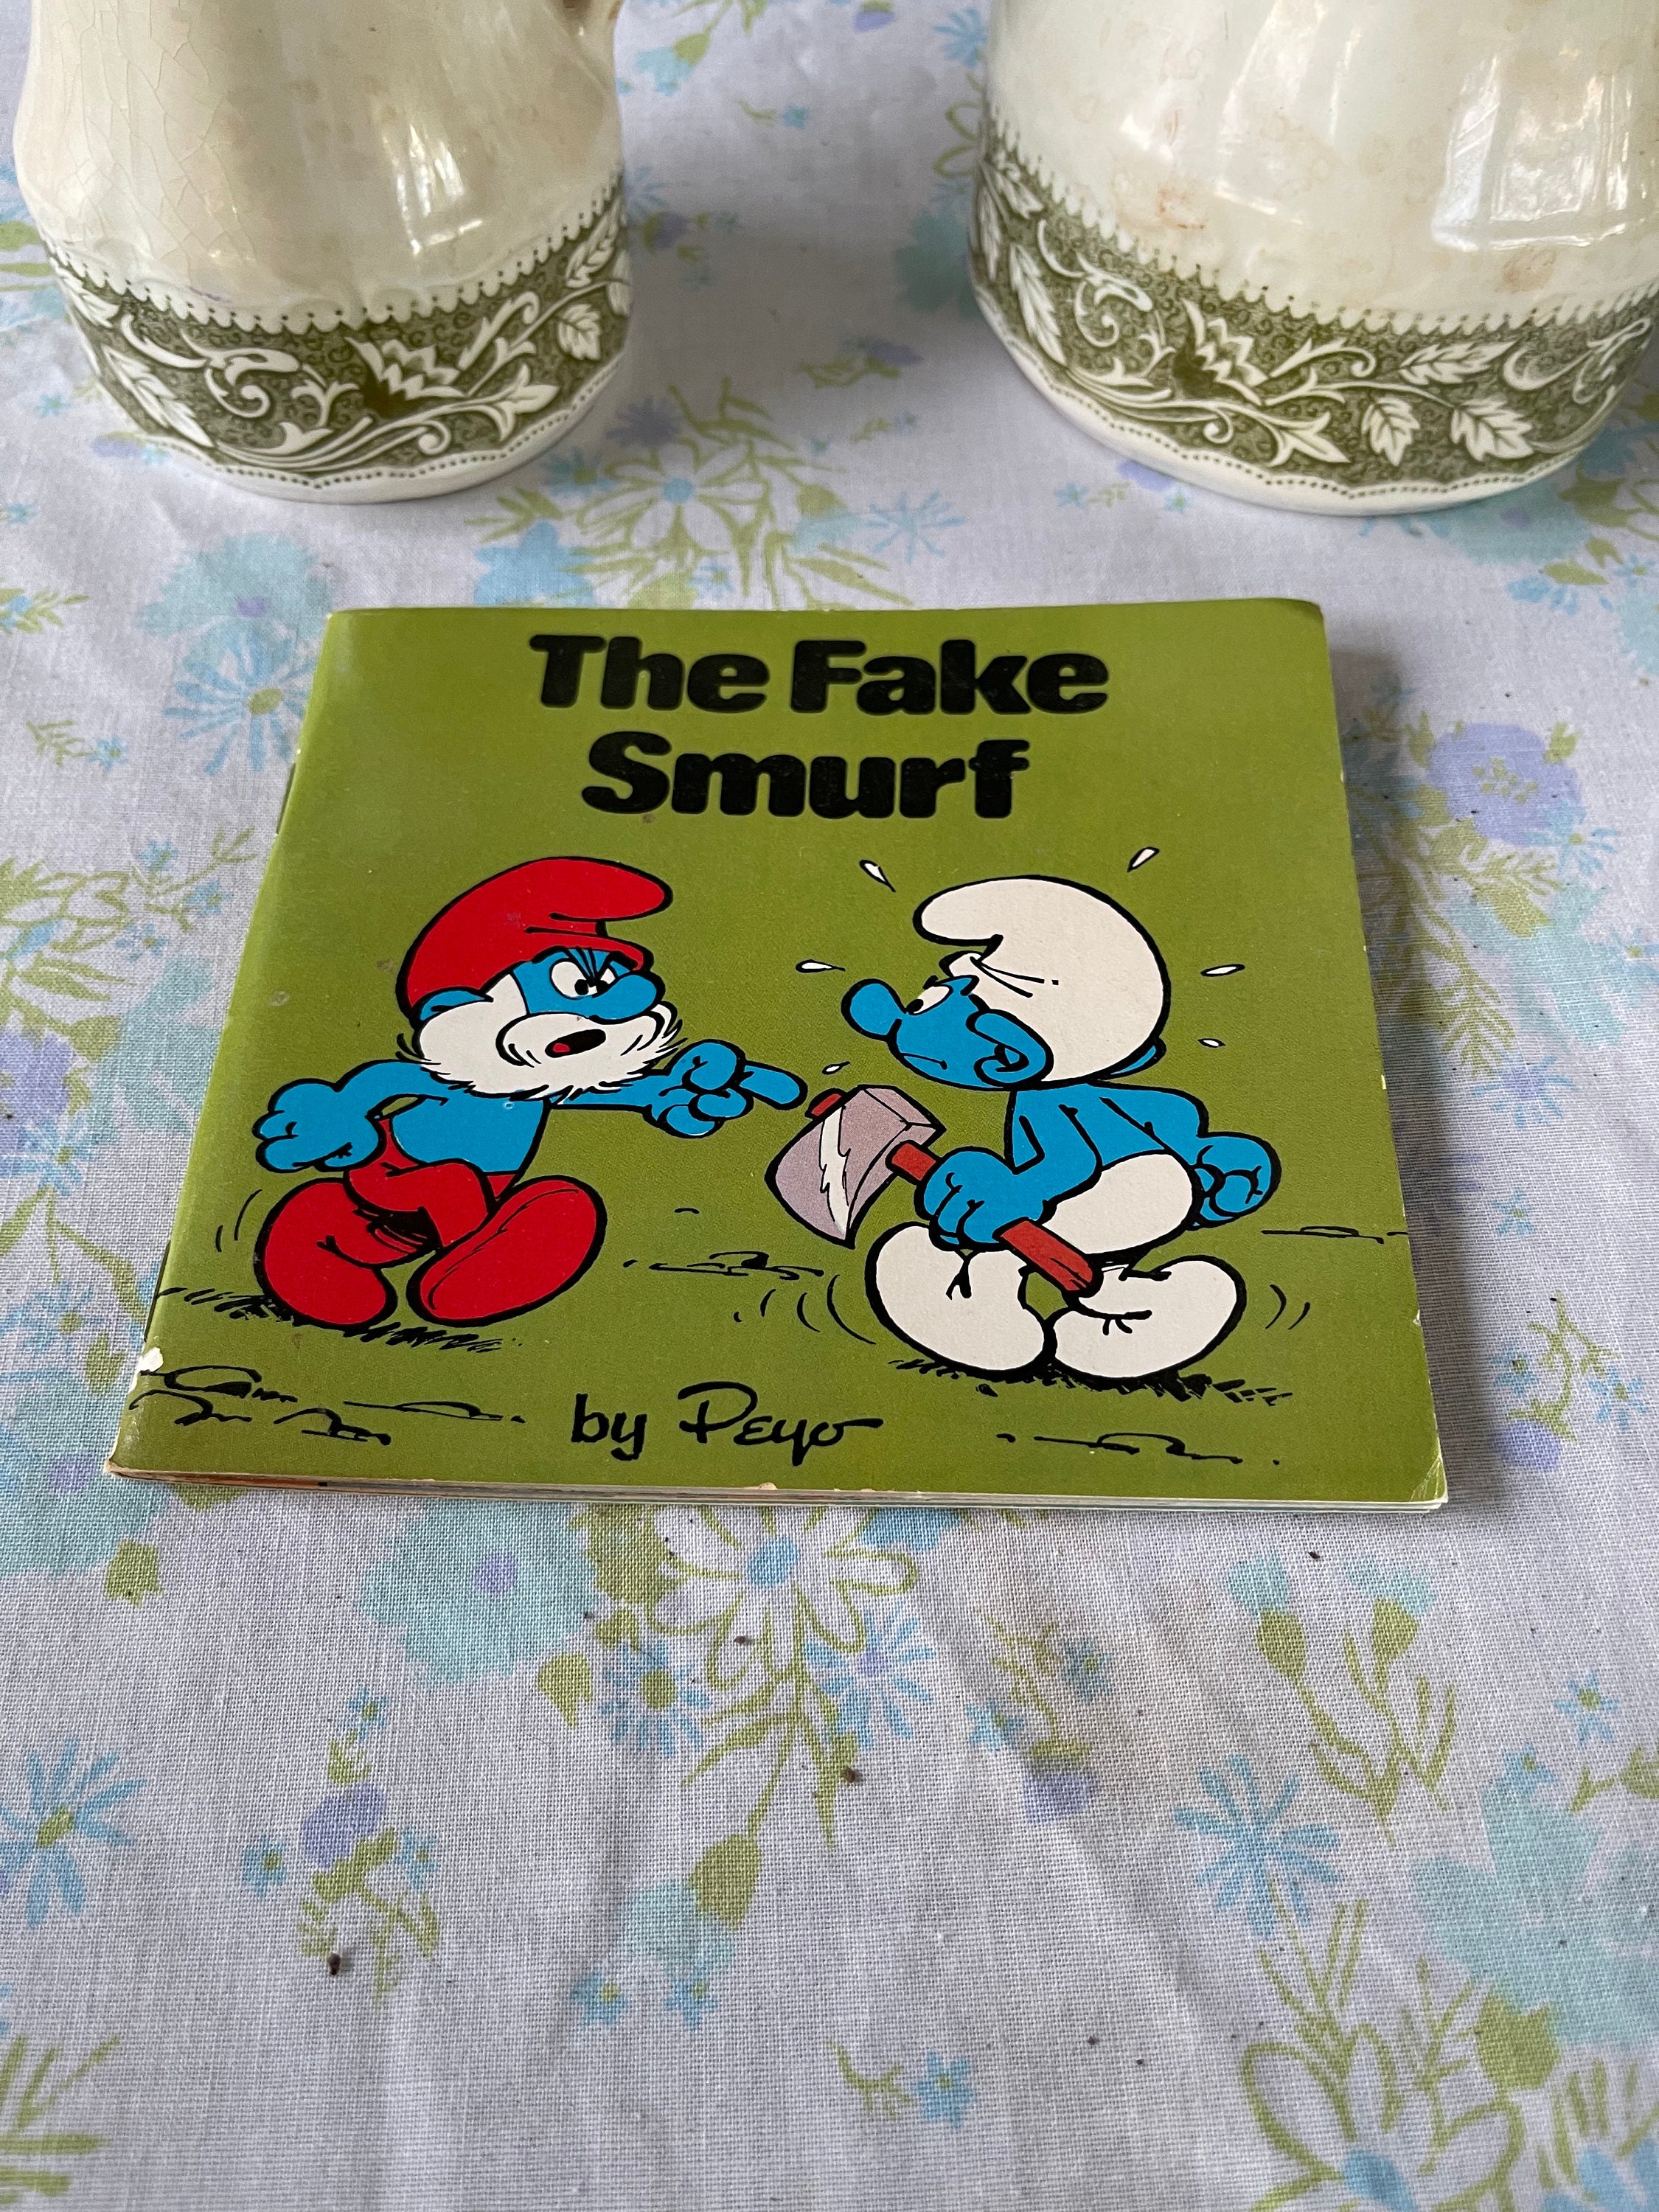 The Fake
Smurf
by Peyo